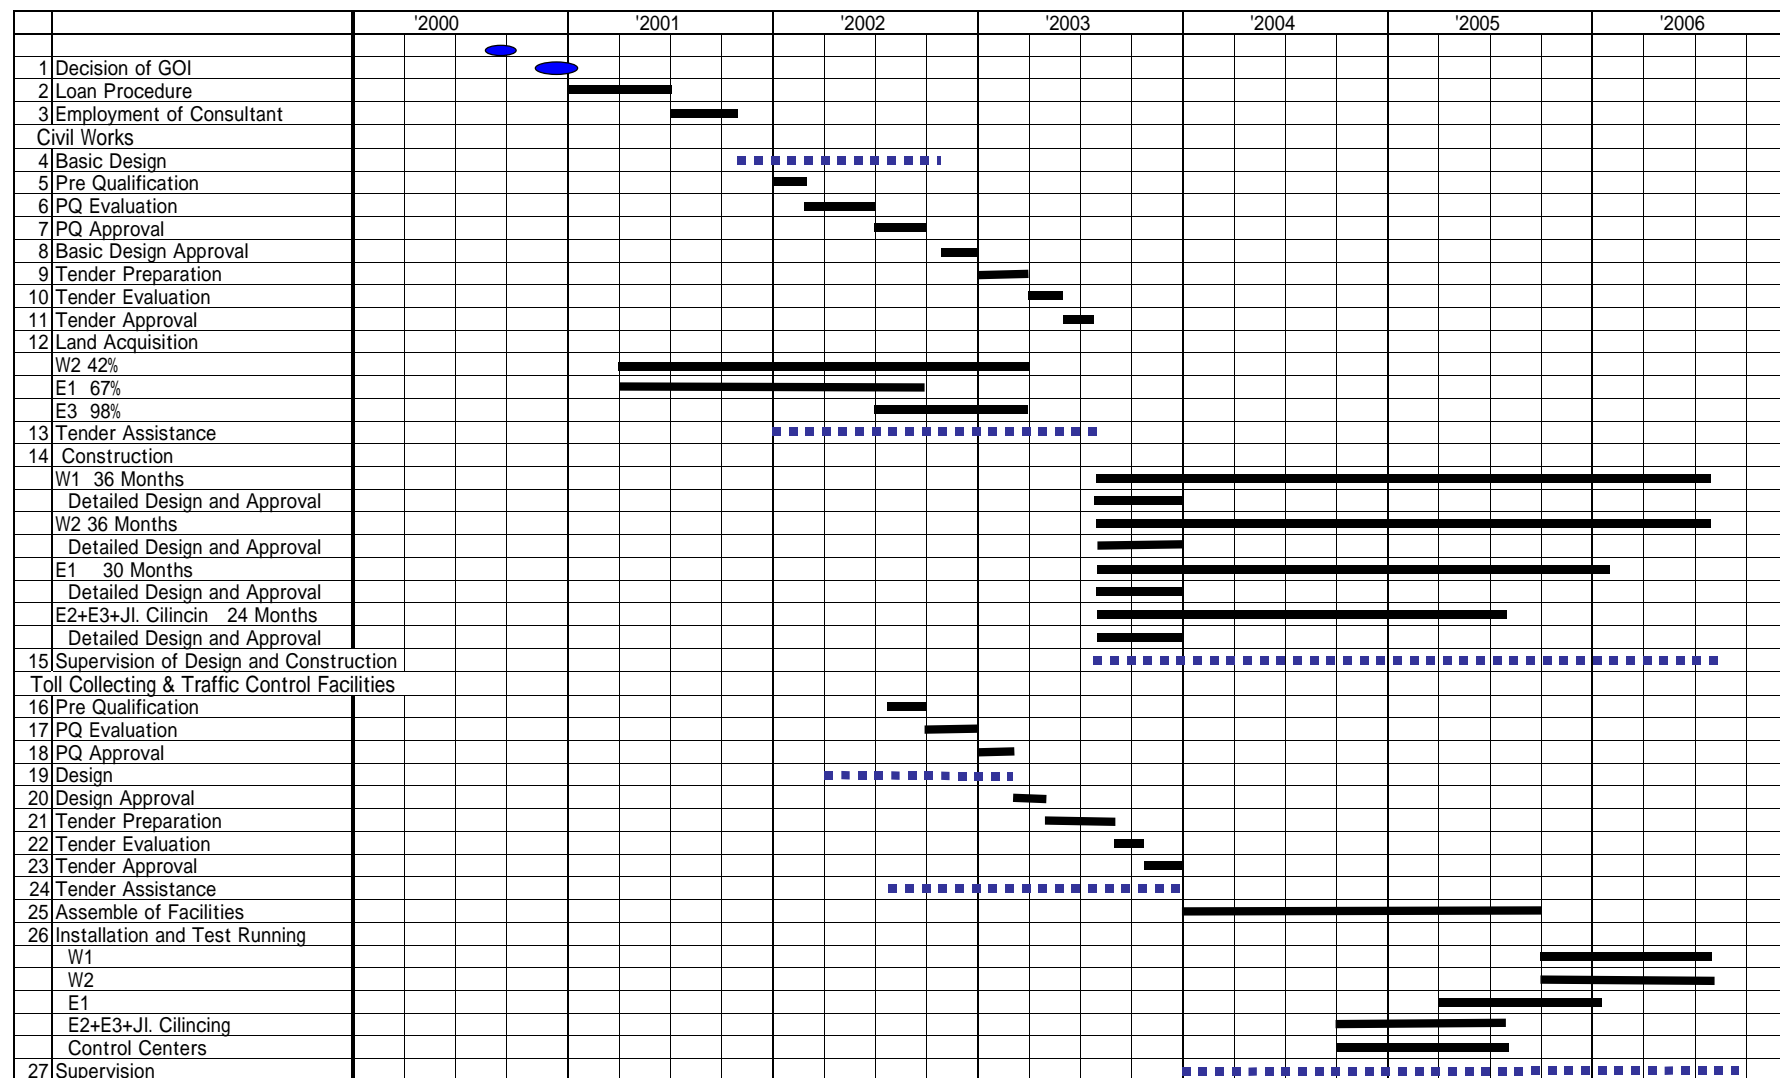 '2000 '2001 '2002 '2003 '2004 '2005 '2006
1 Decision of GOI
2 Loan Procedure
3 Employment of Consultant
Civil Works
4 Basic Design
5 Pre Qualification
6 PQ Evaluation
7 PQ Approval
8 Basic Design Approval
9 Tender Preparation
10 Tender Evaluation
11 Tender Approval
12 Land Acquisition
W2 42%
E1 67%
E3 98%
13 Tender Assistance
14 Construction
W1 36 Months
Detailed Design and Approval
W2 36 Months
Detailed Design and Approval
E1 30 Months
Detailed Design and Approval
E2+E3+Jl. Cilincin 24 Months
Detailed Design and Approval
15 Supervision of Design and Construction
Toll Collecting & Traffic Control Facilities
16 Pre Qualification
17 PQ Evaluation
18 PQ Approval
19 Design
20 Design Approval
21 Tender Preparation
22 Tender Evaluation
23 Tender Approval
24 Tender Assistance
25 Assemble of Facilities
26 Installation and Test Running
W1
W2
E1
E2+E3+Jl. Cilincing
Control Centers
27 Supervision